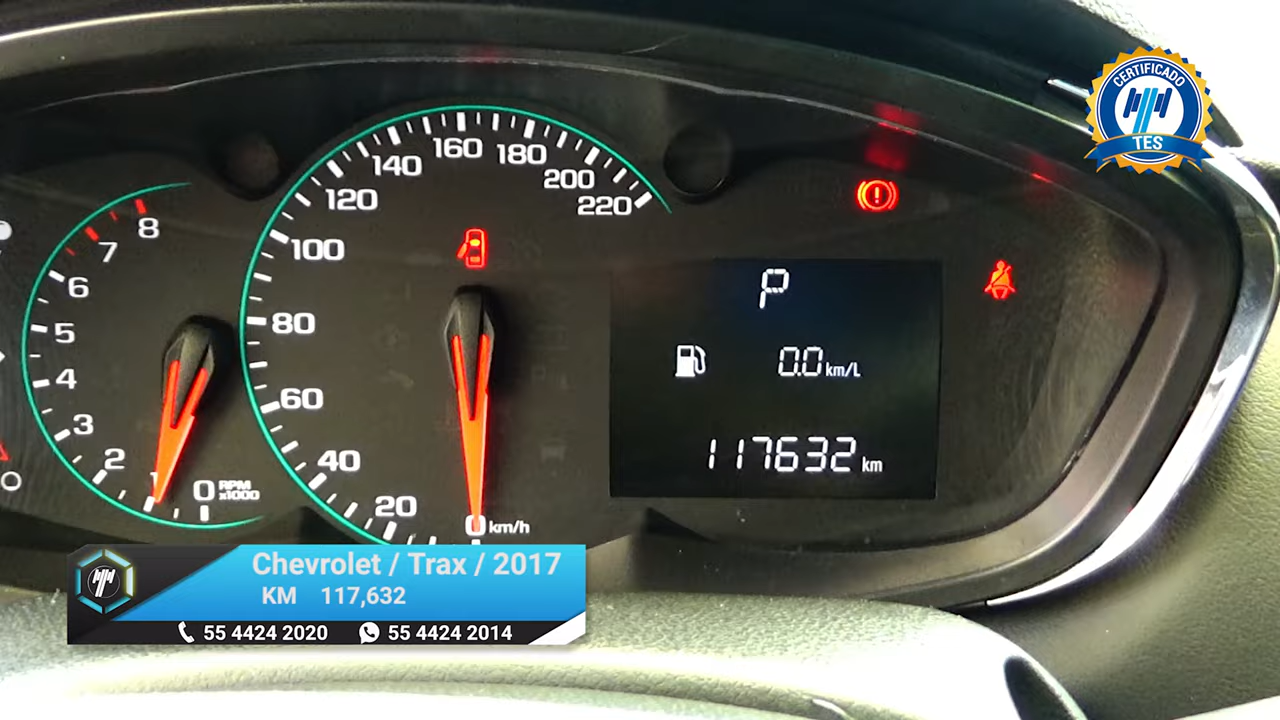 CERTIFICADO
TES
8
7
6
5
4
3
2
1
0 RPM
x1000
220
200
180
160
140
120
100
80
60
40
20
0 km/h
P
0.0 km/L
117632 km
Chevrolet / Trax / 2017
KM 117,632
55 4424 2020 55 4424 2014